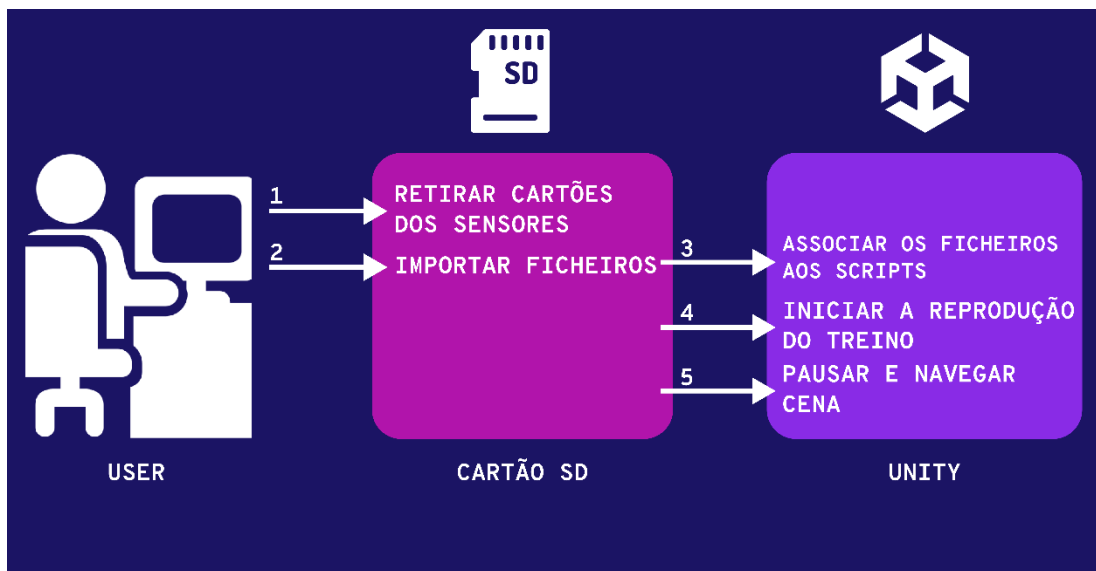 SD
1
RETIRAR CARTÕES
DOS SENSORES
2
IMPORTAR FICHEIROS
3
ASSOCIAR OS FICHEIROS
AOS SCRIPTS
4
INICIAR A REPRODUÇÃO
DO TREINO
5
PAUSAR E NAVEGAR
CENA
USER
CARTÃO SD
UNITY